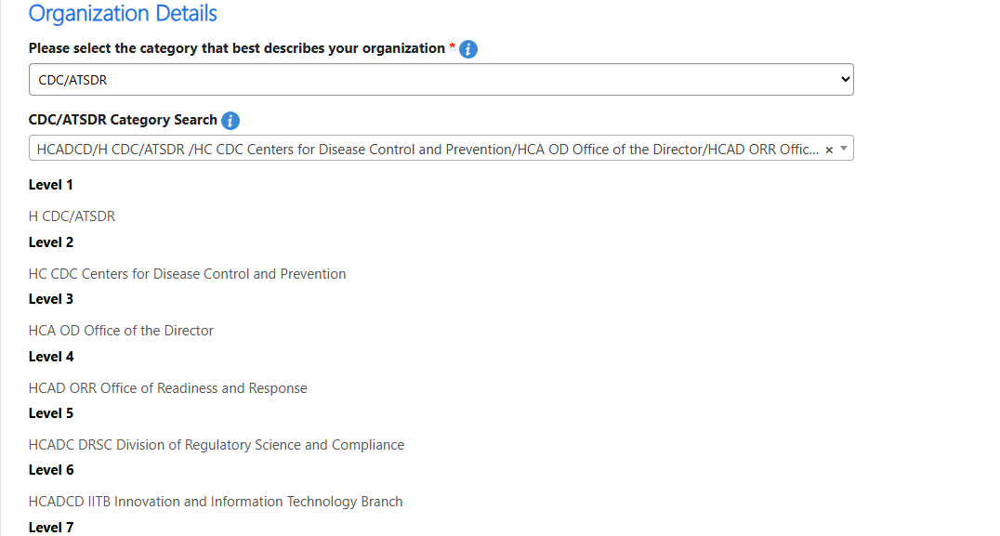 Organization Details
Please select the category that best describes your organization * i
CDC/ATSDR
CDC/ATSDR Category Search i
HCADCD/H CDC/ATSDR /HC CDC Centers for Disease Control and Prevention/HCA OD Office of the Director/HCAD ORR Offic... ×
Level 1
H CDC/ATSDR
Level 2
HC CDC Centers for Disease Control and Prevention
Level 3
HCA OD Office of the Director
Level 4
HCAD ORR Office of Readiness and Response
Level 5
HCADC DRSC Division of Regulatory Science and Compliance
Level 6
HCADCD IITB Innovation and Information Technology Branch
Level 7